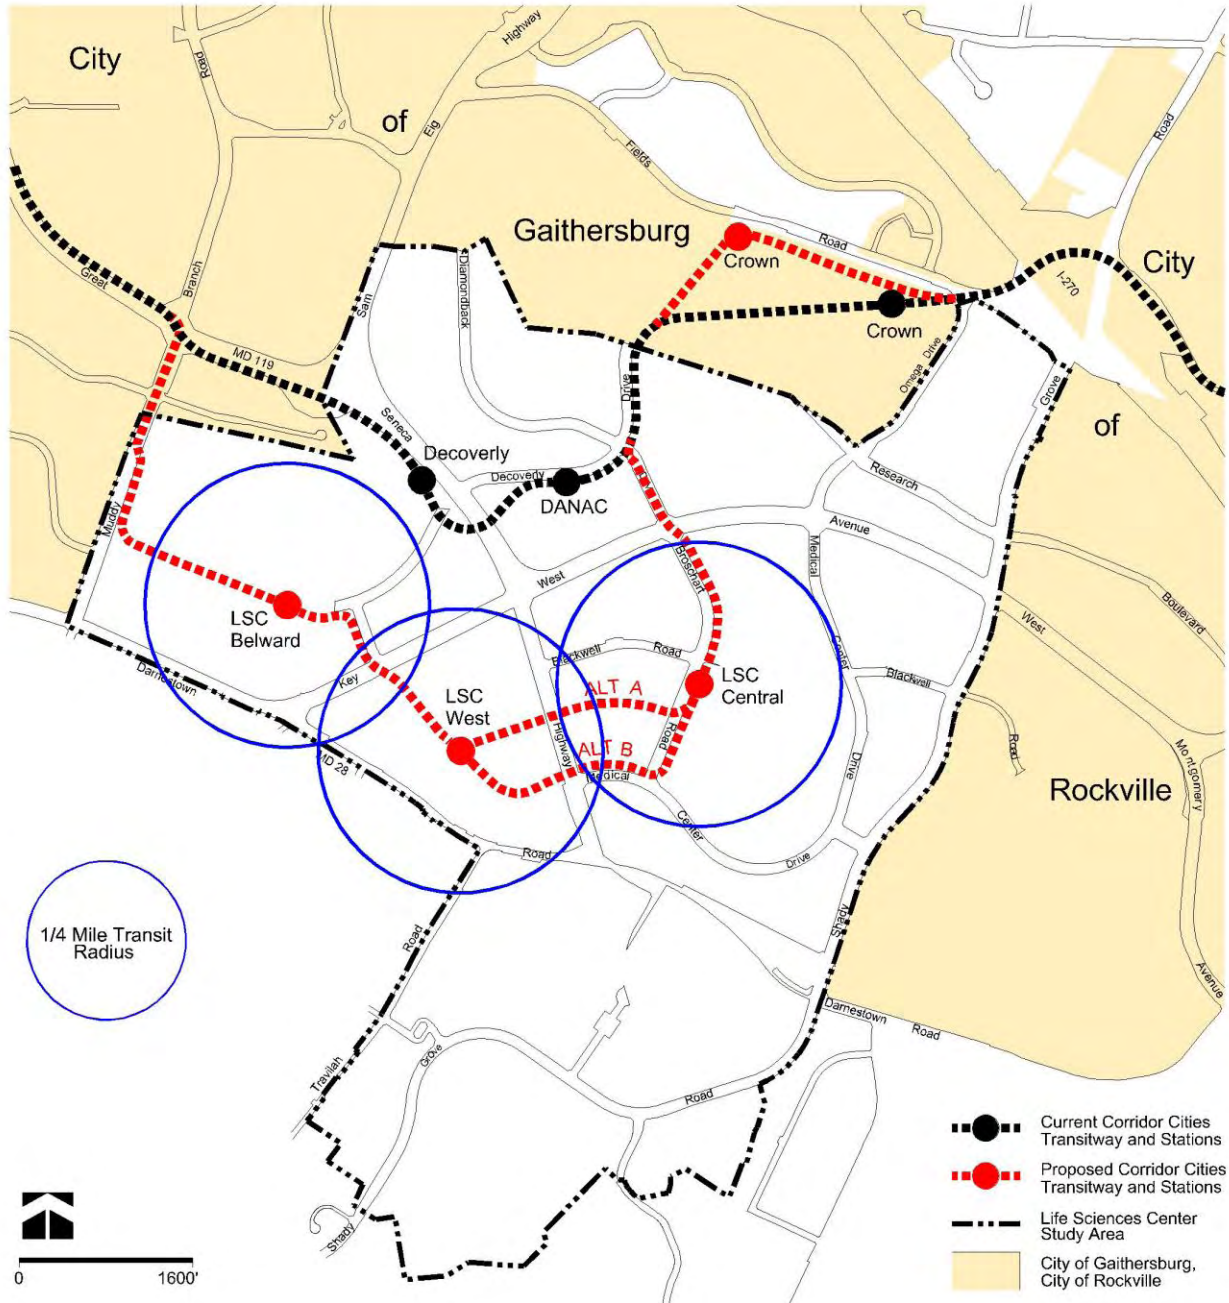 City
of
Gaithersburg
City
of
Rockville
Road
Highway
Eig
Fields
Road
Road
I-270
Crown
Crown
Great
Branch
Sam
Diamondback
MD 119
Drive
Omega Drive
Grove
Seneca
Decoverly
Decoverly
DANAC
Research
Muddy
Avenue
Medical
West
Broschart
West
Boulevard
LSC
Belward
Blackwell
Road
Center
Blackwell
Darnestown
Key
LSC
West
ALT A
LSC
Central
Highway
Road
ALT B
Medical
Drive
Road
Montgomery
MD 28
Center
Drive
Road
Shady
Avenue
1/4 Mile Transit
Radius
Road
Darnestown
Road
Grove
Travilah
Road
Shady
Current Corridor Cities
Transitway and Stations
Proposed Corridor Cities
Transitway and Stations
Life Sciences Center
Study Area
City of Gaithersburg,
City of Rockville
0
1600'